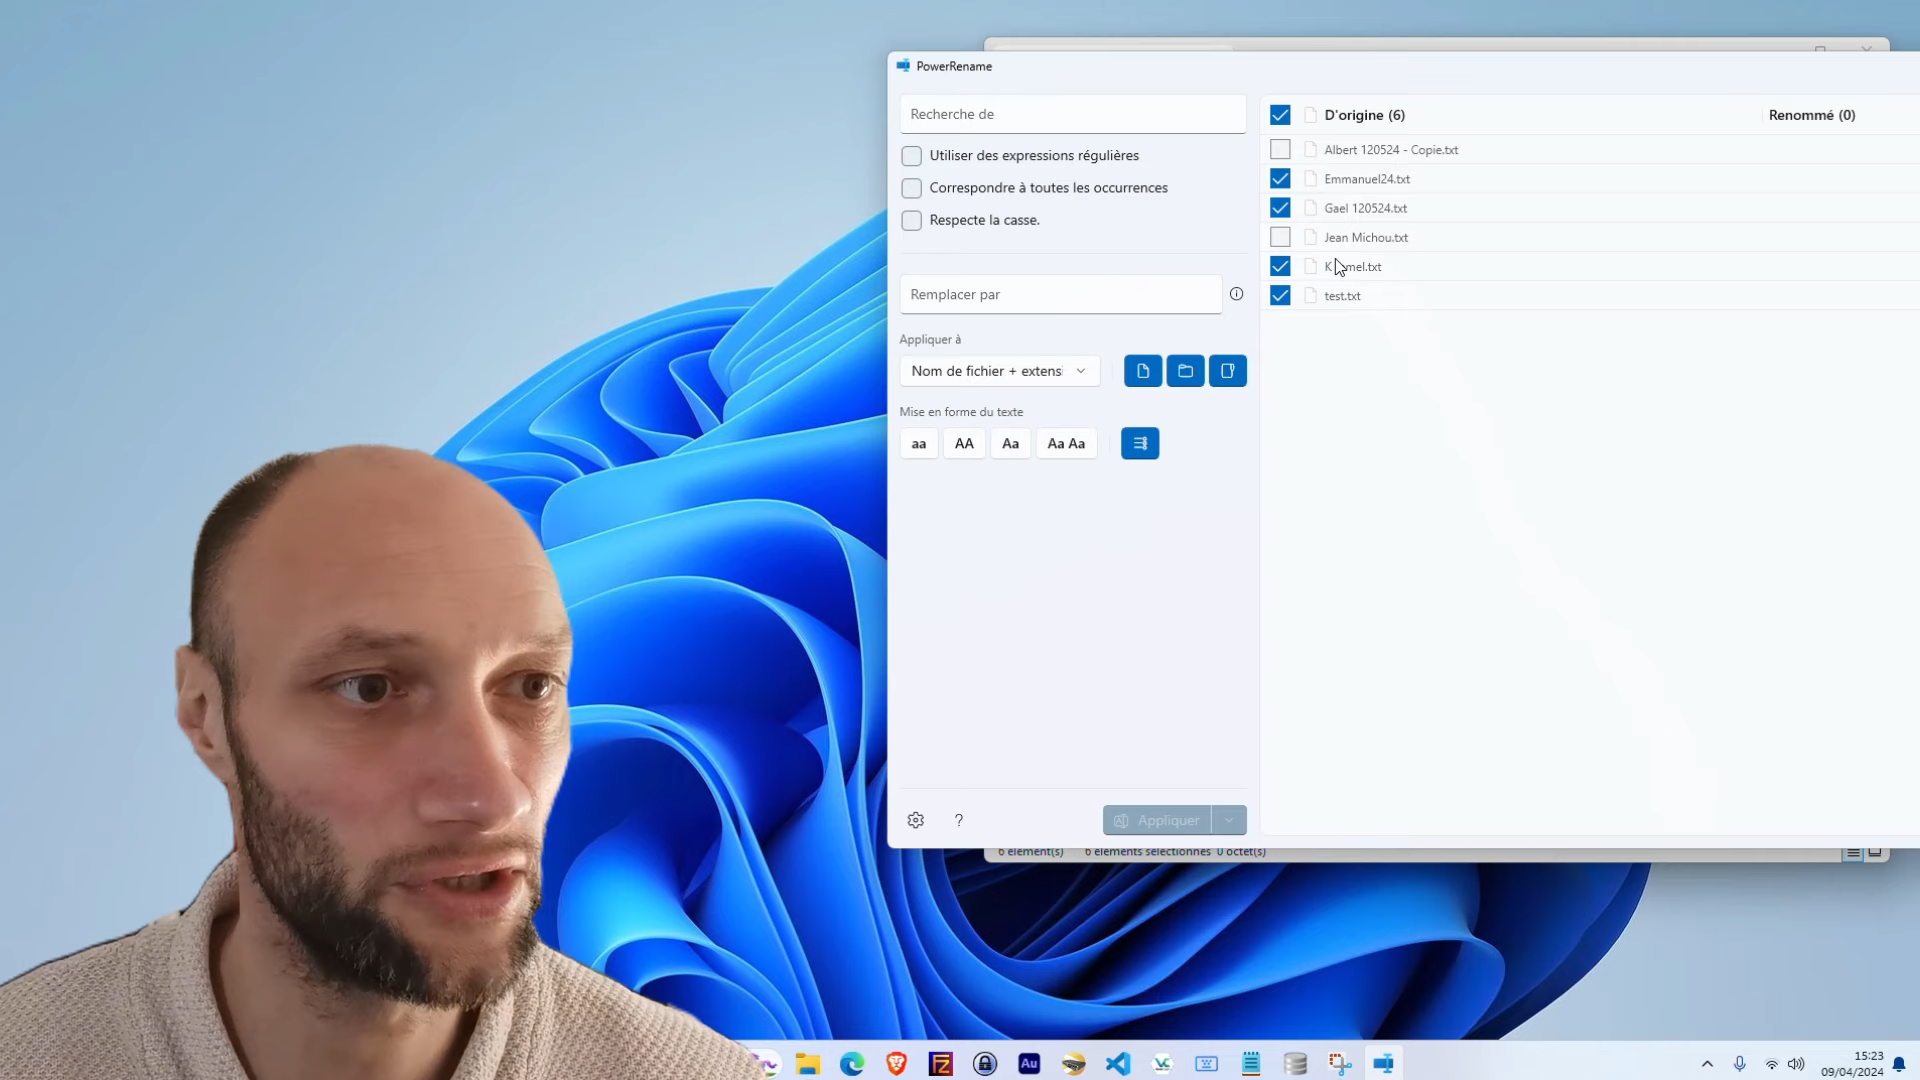 PowerRename
Recherche de
Utiliser des expressions régulières
Correspondre à toutes les occurrences
Respecte la casse.
Remplacer par
Appliquer à
Nom de fichier + extensi
Mise en forme du texte
aa AA Aa Aa Aa
?
Appliquer
D'origine (6) Renommé (0)
Albert 120524 - Copie.txt
Emmanuel24.txt
Gael 120524.txt
Jean Michou.txt
test.txt
6 élément(s) 6 éléments sélectionnés 0 octet(s)
FZ
Au
15:23
09/04/2024